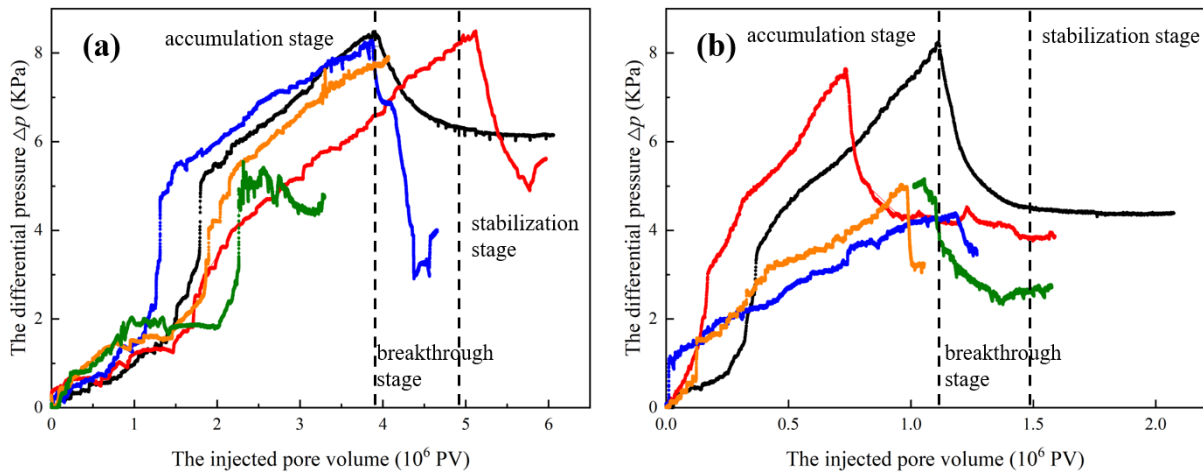 (a)
accumulation stage
stabilization
stage
breakthrough
stage
The differential pressure △p (KPa)
8
6
4
2
0
0 1 2 3 4 5 6
The injected pore volume (10⁶ PV)
(b)
accumulation stage
stabilization stage
breakthrough
stage
The differential pressure △p (KPa)
8
6
4
2
0
0 0.5 1.0 1.5 2.0
The injected pore volume (10⁶ PV)